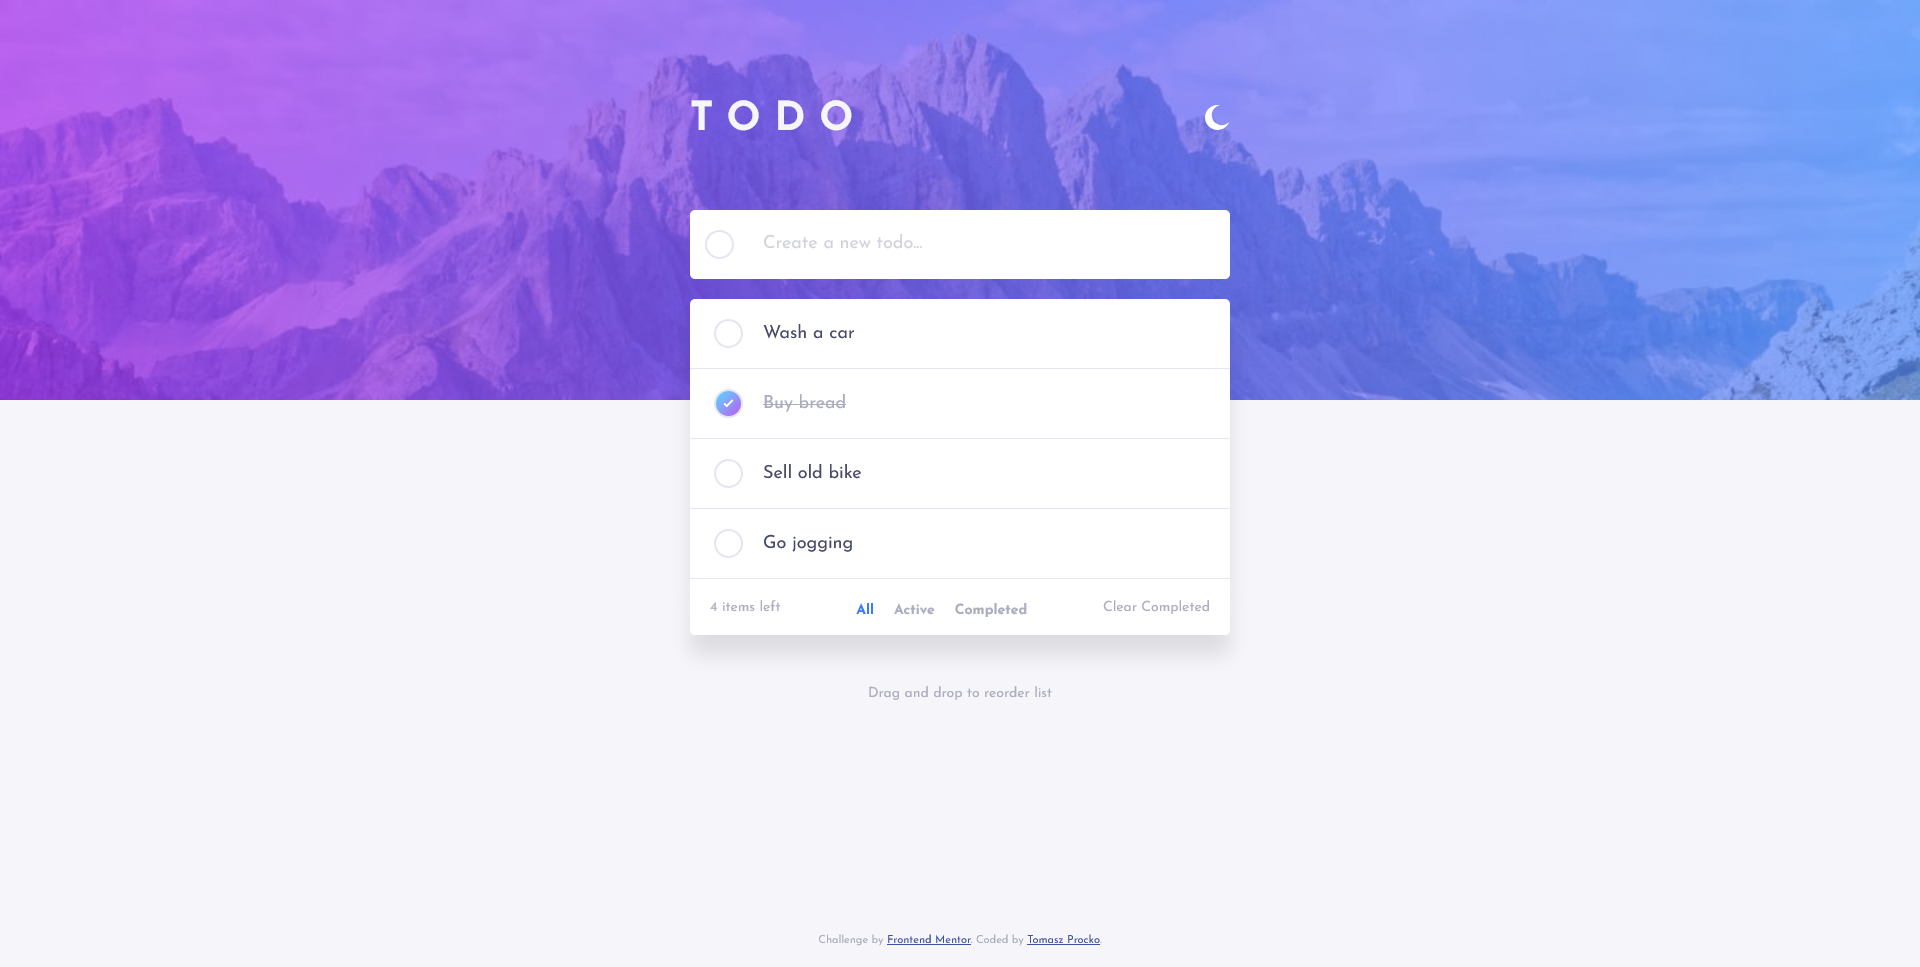 TODO
Create a new todo...
Wash a car
Buy bread
Sell old bike
Go jogging
4 items left All Active Completed Clear Completed
Drag and drop to reorder list
Challenge by Frontend Mentor. Coded by Tomasz Procko.